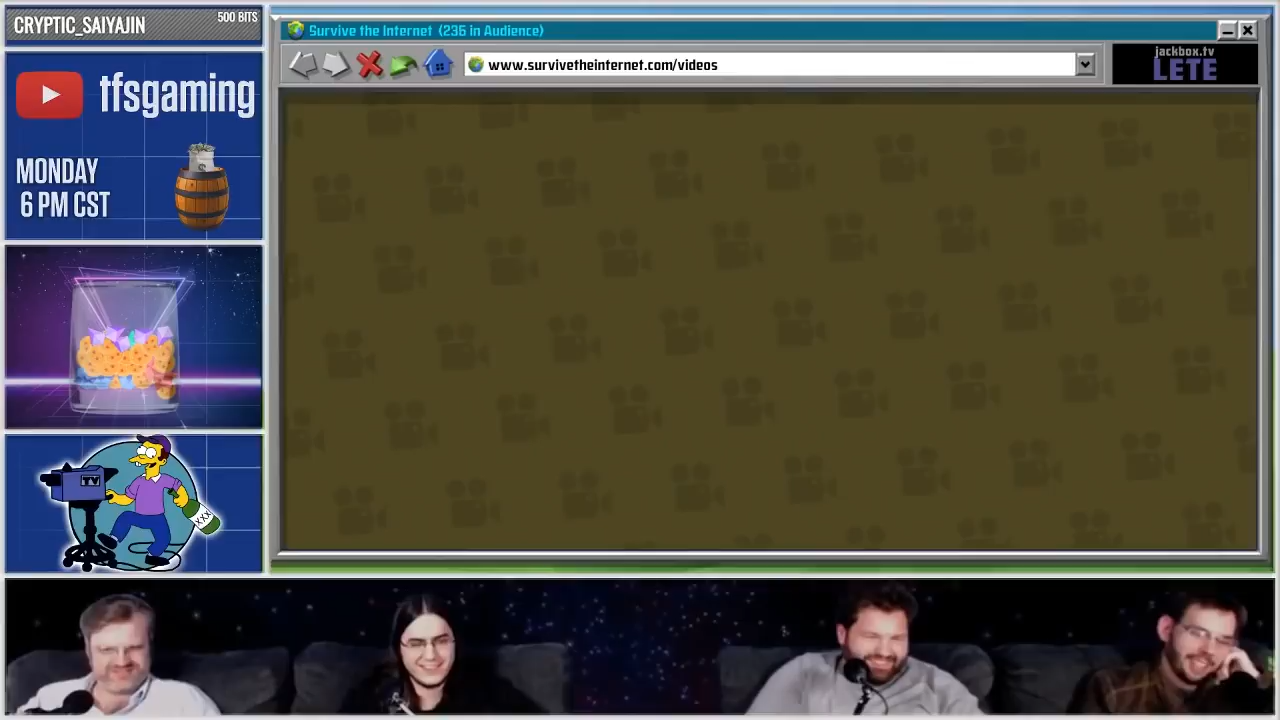 CRYPTIC_SAIYAJIN
500 BITS
tfsgaming
MONDAY
6 PM CST
TV
XXX
Survive the Internet (236 in Audience)
www.survivetheinternet.com/videos
jackbox.tv
LETE